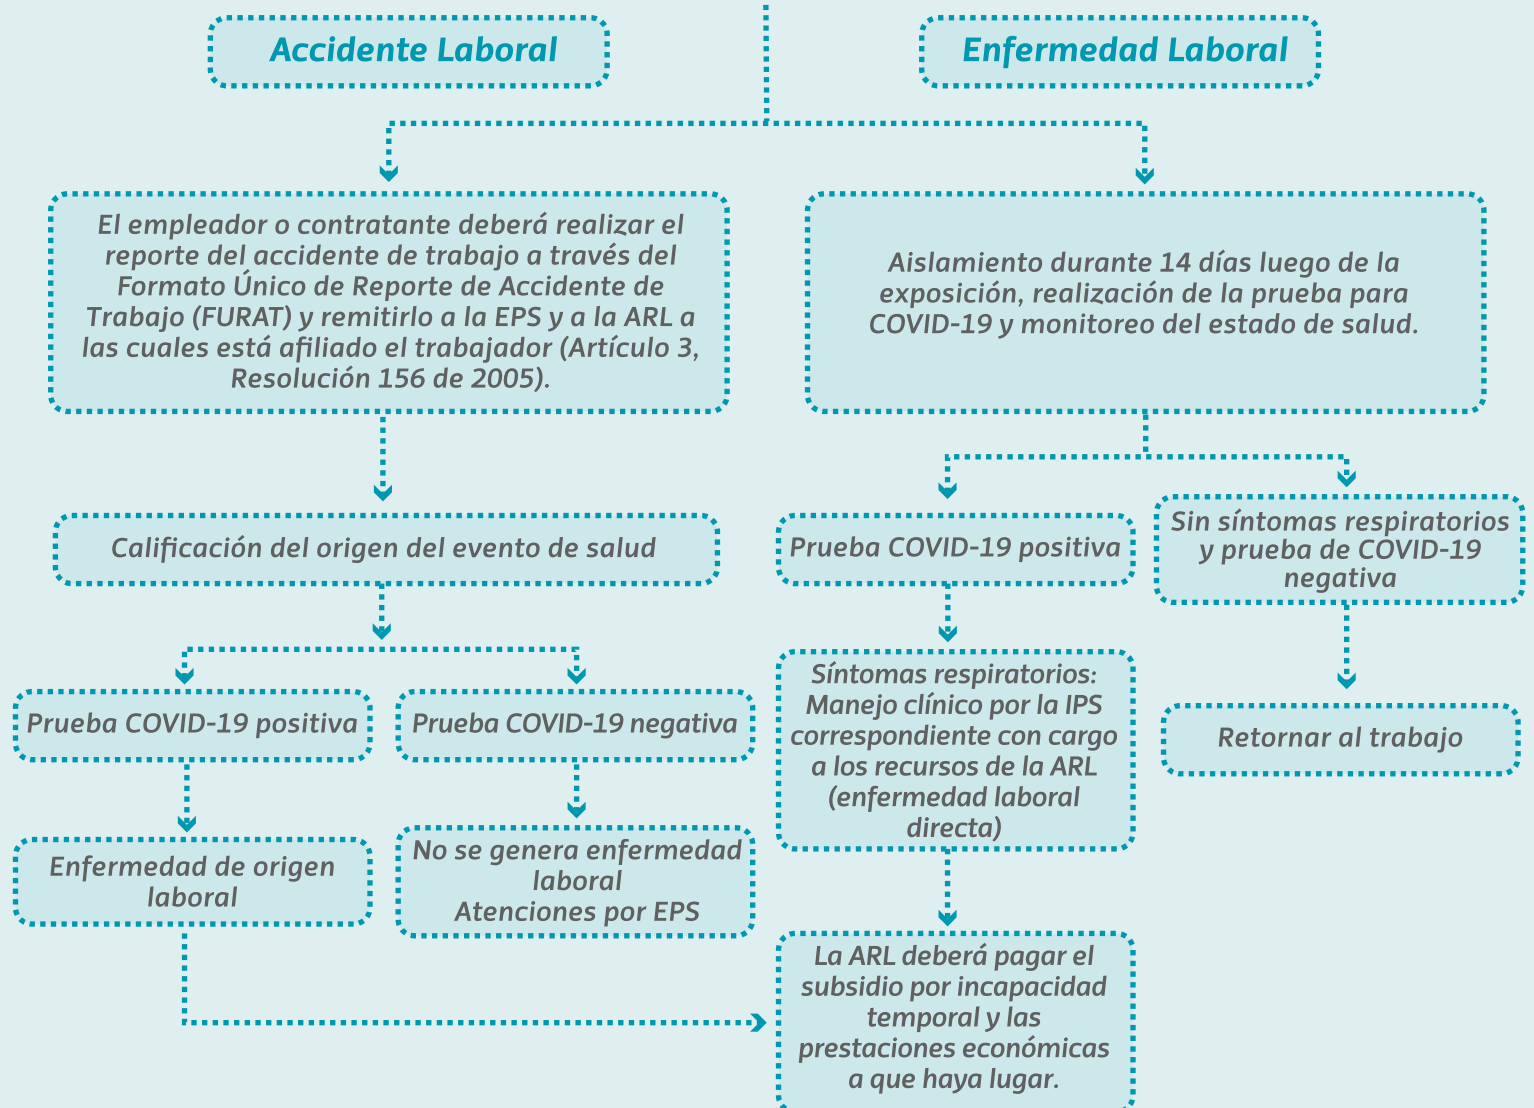 Accidente Laboral
Enfermedad Laboral
El empleador o contratante deberá realizar el
reporte del accidente de trabajo a través del
Formato Único de Reporte de Accidente de
Trabajo (FURAT) y remitirlo a la EPS y a la ARL a
las cuales está afiliado el trabajador (Artículo 3,
Resolución 156 de 2005).
Aislamiento durante 14 días luego de la
exposición, realización de la prueba para
COVID-19 y monitoreo del estado de salud.
Calificación del origen del evento de salud
Prueba COVID-19 positiva
Sin síntomas respiratorios
y prueba de COVID-19
negativa
Prueba COVID-19 positiva
Prueba COVID-19 negativa
Síntomas respiratorios:
Manejo clínico por la IPS
correspondiente con cargo
a los recursos de la ARL
(enfermedad laboral
directa)
Retornar al trabajo
Enfermedad de origen
laboral
No se genera enfermedad
laboral
Atenciones por EPS
La ARL deberá pagar el
subsidio por incapacidad
temporal y las
prestaciones económicas
a que haya lugar.